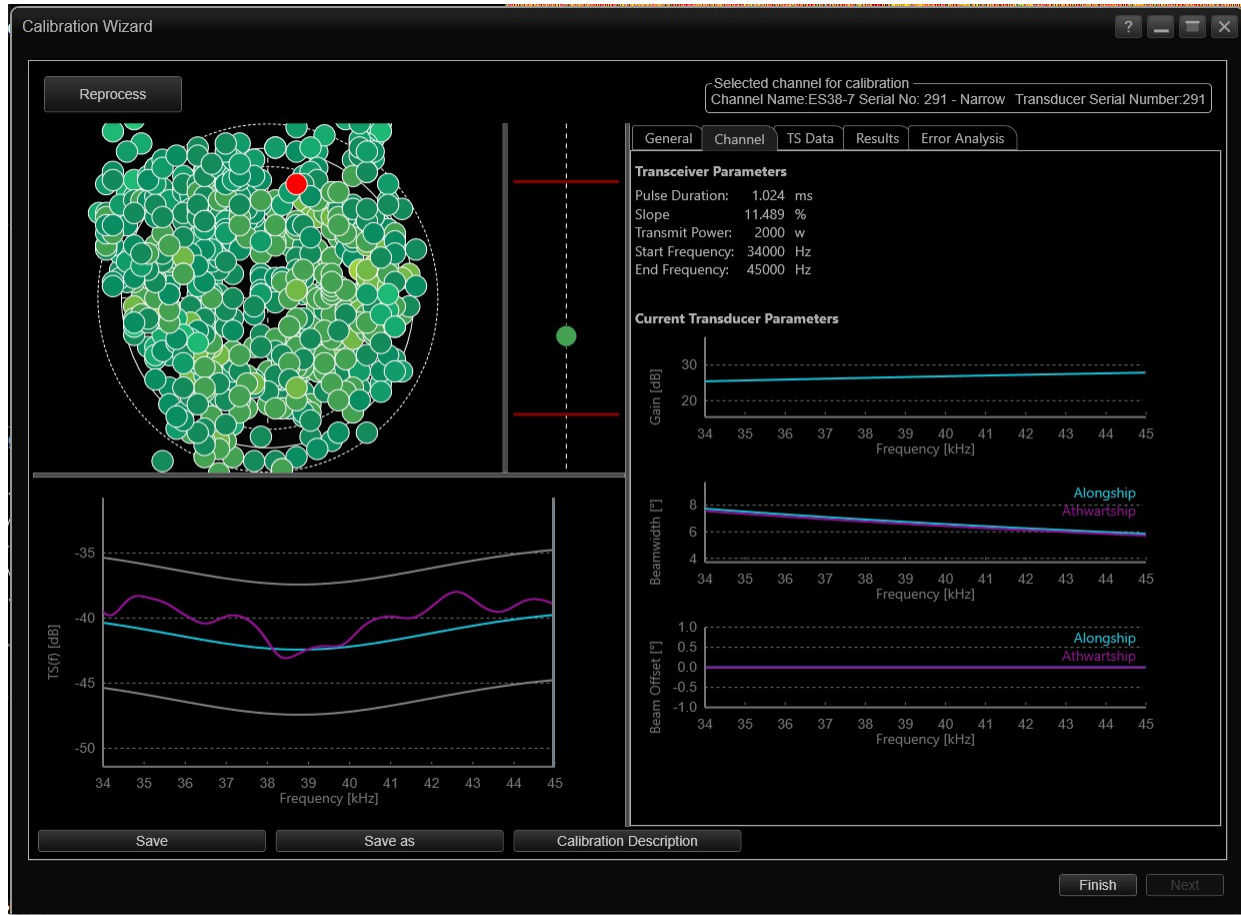 Calibration Wizard
?
Reprocess
Selected channel for calibration
Channel Name:ES38-7 Serial No: 291 - Narrow Transducer Serial Number:291
General Channel TS Data Results Error Analysis
Transceiver Parameters
Pulse Duration: 1.024 ms
Slope 11.489 %
Transmit Power: 2000 w
Start Frequency: 34000 Hz
End Frequency: 45000 Hz
Current Transducer Parameters
Gain [dB]
30
20
34 35 36 37 38 39 40 41 42 43 44 45
Frequency [kHz]
Beamwidth [°]
8
6
4
Alongship
Athwartship
34 35 36 37 38 39 40 41 42 43 44 45
Frequency [kHz]
Beam Offset [°]
1.0
0.5
0.0
-0.5
-1.0
Alongship
Athwartship
34 35 36 37 38 39 40 41 42 43 44 45
Frequency [kHz]
TS(f) [dB]
-35
-40
-45
-50
34 35 36 37 38 39 40 41 42 43 44 45
Frequency [kHz]
Save Save as Calibration Description
Finish Next